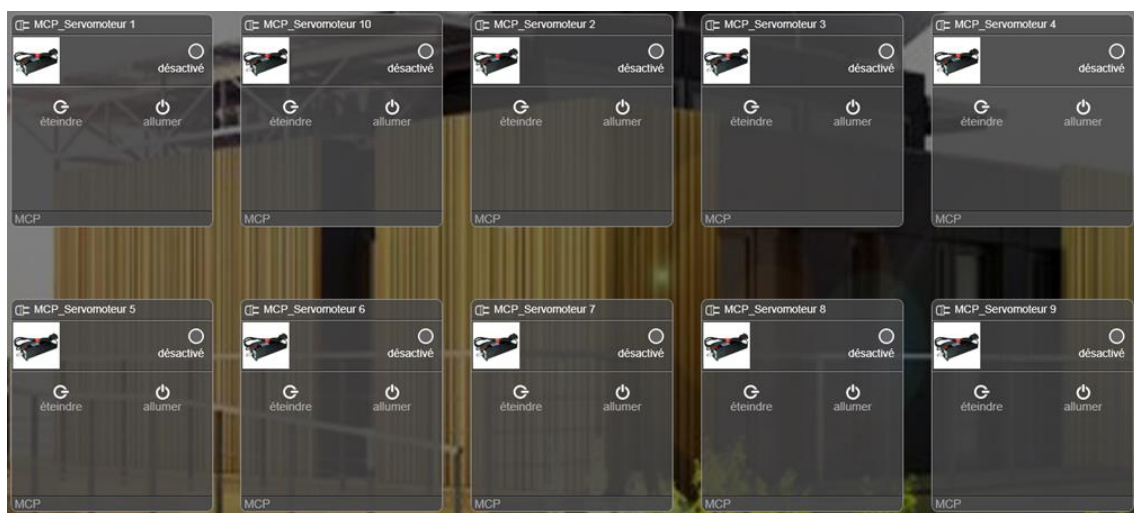 MCP_Servomoteur 1
désactivé
éteindre allumer
MCP
MCP_Servomoteur 10
désactivé
éteindre allumer
MCP
MCP_Servomoteur 2
désactivé
éteindre allumer
MCP
MCP_Servomoteur 3
désactivé
éteindre allumer
MCP
MCP_Servomoteur 4
désactivé
éteindre allumer
MCP
MCP_Servomoteur 5
désactivé
éteindre allumer
MCP
MCP_Servomoteur 6
désactivé
éteindre allumer
MCP
MCP_Servomoteur 7
désactivé
éteindre allumer
MCP
MCP_Servomoteur 8
désactivé
éteindre allumer
MCP
MCP_Servomoteur 9
désactivé
éteindre allumer
MCP